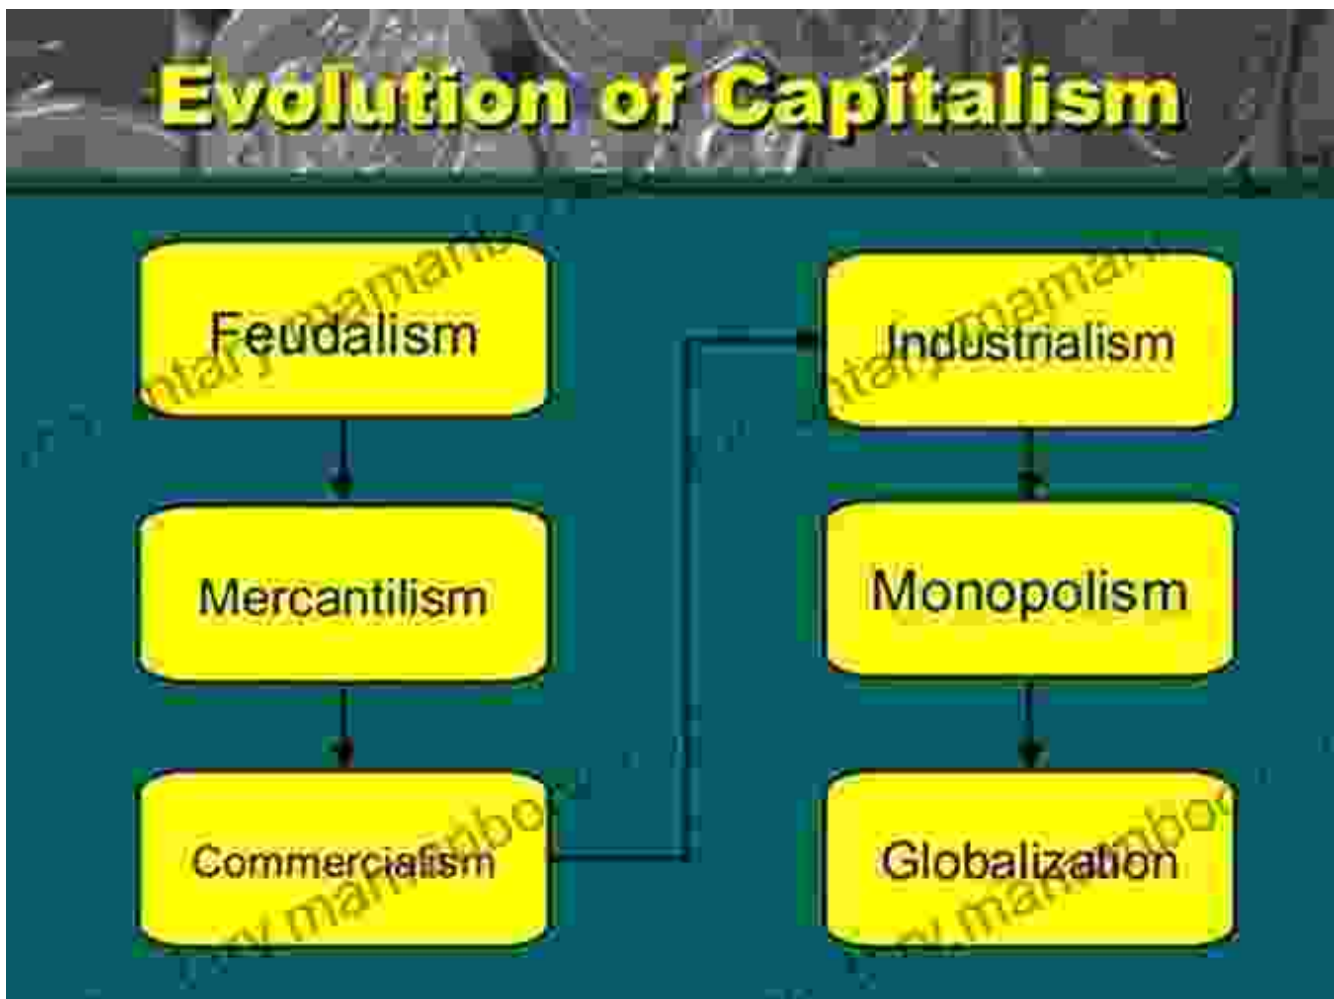 Evolution of Capitalism
Feudalism
Mercantilism
Commercialism
Industrialism
Monopolism
Globalization